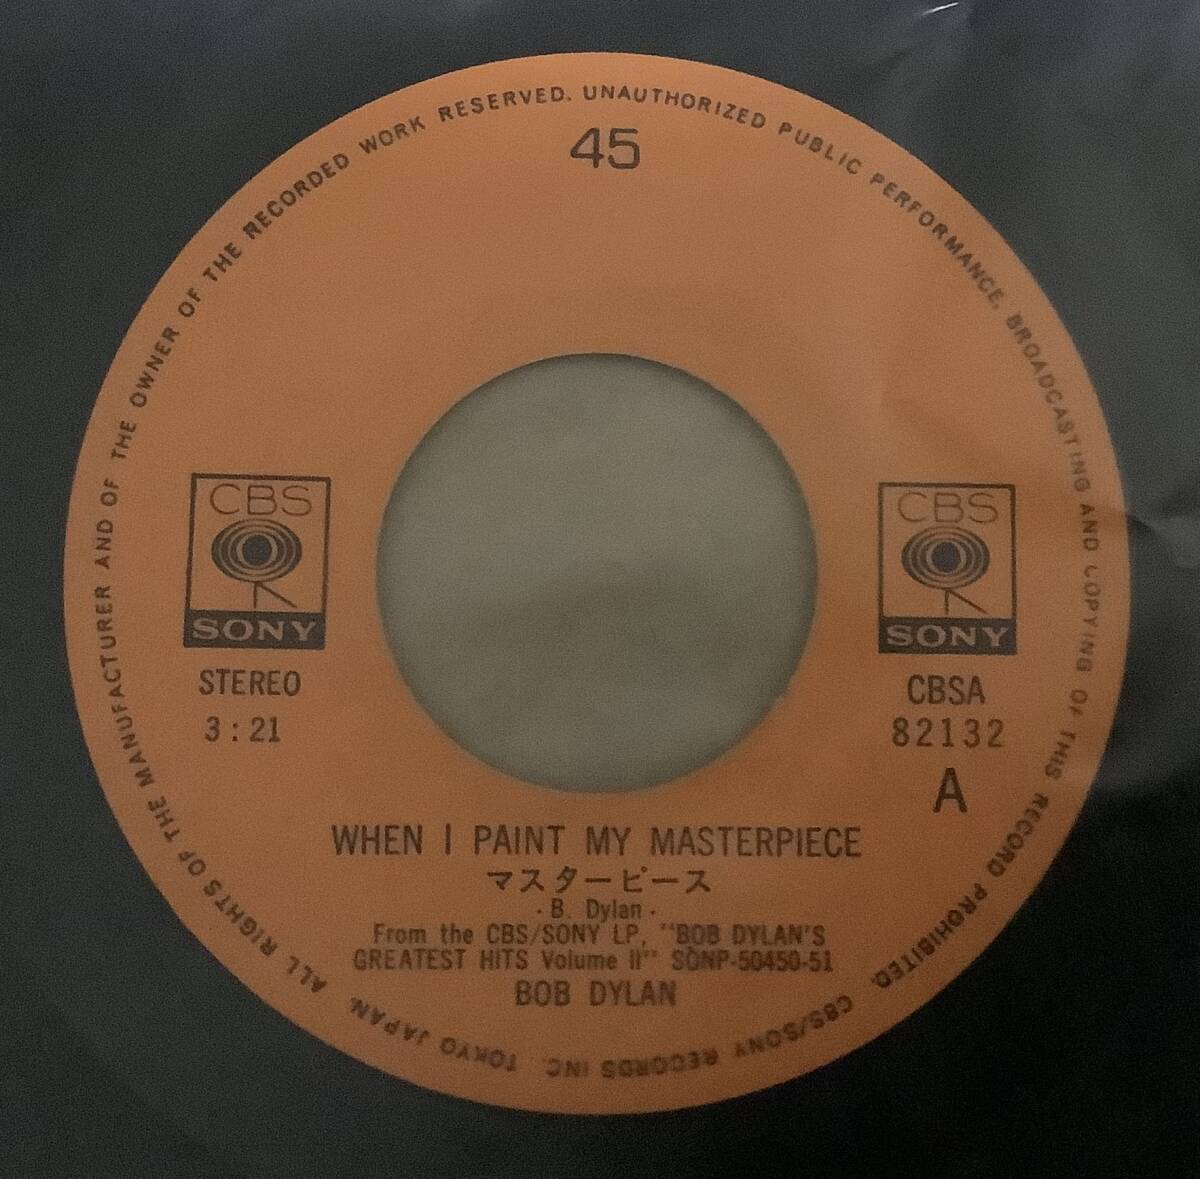 ALL RIGHTS OF THE MANUFACTURER AND OF THE OWNER OF THE RECORDED WORK RESERVED. UNAUTHORIZED PUBLIC PERFORMANCE, BROADCASTING AND COPYING OF THIS RECORD PROHIBITED. CBS/SONY RECORDS INC. TOKYO JAPAN.
45
CBS
SONY
STEREO
3:21
CBS
SONY
CBSA
82132
A
WHEN I PAINT MY MASTERPIECE
マスターピース
· B. Dylan ·
From the CBS/SONY LP, "BOB DYLAN'S
GREATEST HITS Volume II" SONP-50450-51
BOB DYLAN